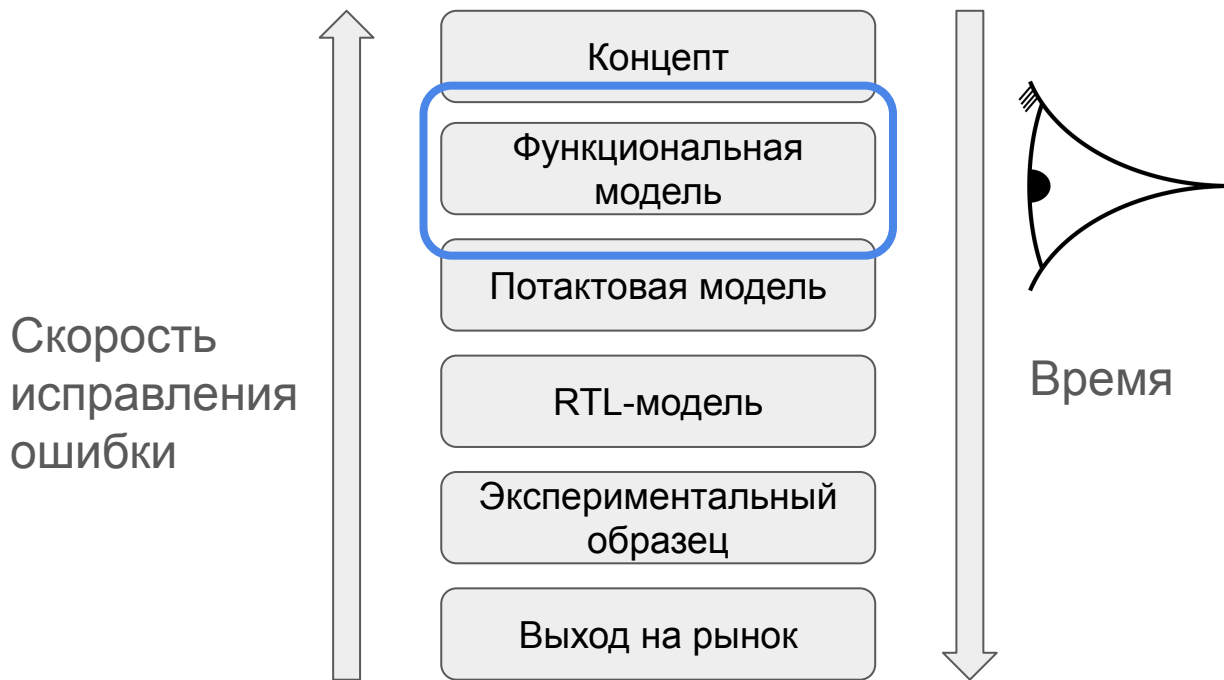 Концепт
Функциональная
модель
Потактовая модель
Скорость
исправления
ошибки
Время
RTL-модель
Экспериментальный
образец
Выход на рынок